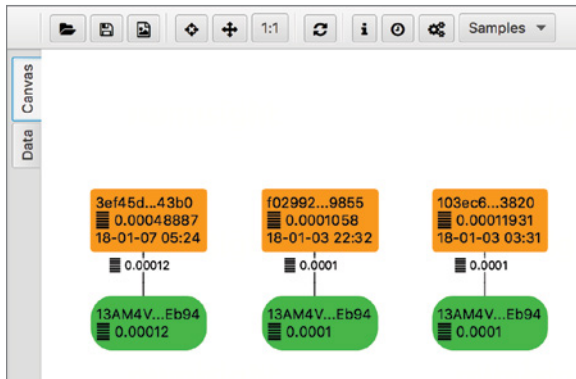 1:1
Samples
Canvas
Data
3ef45d...43b0
0.00048887
18-01-07 05:24
f02992...9855
0.0001058
18-01-03 22:32
103ec6...3820
0.00011931
18-01-03 03:31
0.00012
0.0001
0.0001
13AM4V...Eb94
0.00012
13AM4V...Eb94
0.0001
13AM4V...Eb94
0.0001